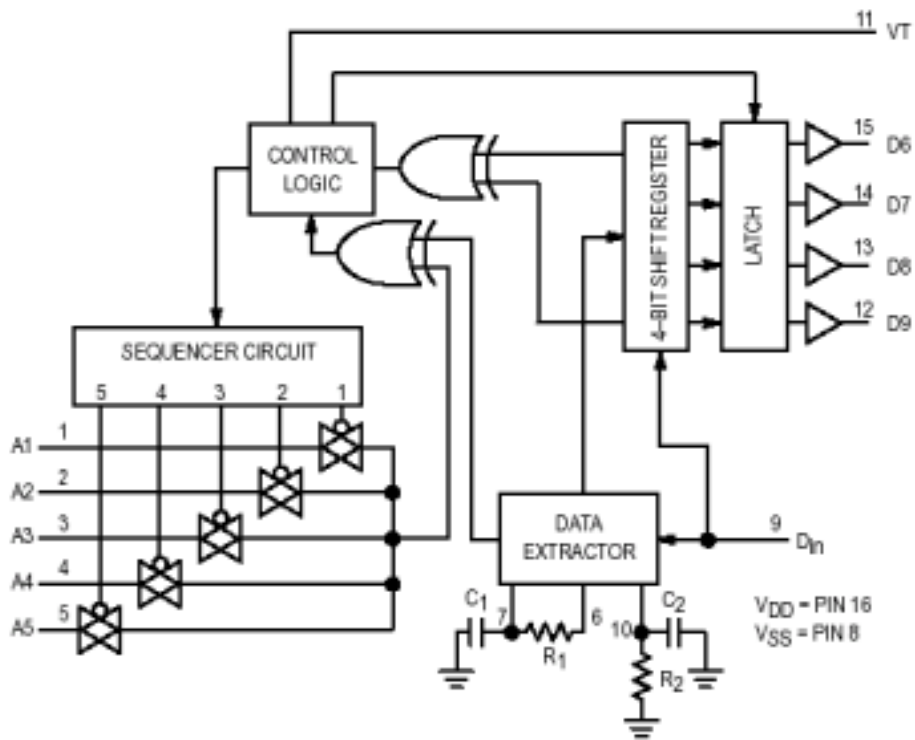 11 VT
CONTROL
LOGIC
4-BIT SHIFT REGISTER
LATCH
15 D6
14 D7
13 D8
12 D9
SEQUENCER CIRCUIT
5 4 3 2 1
A1 1
A2 2
A3 3
A4 4
A5 5
DATA
EXTRACTOR
9 Din
C1
7
R1
6
10
C2
R2
VDD = PIN 16
VSS = PIN 8